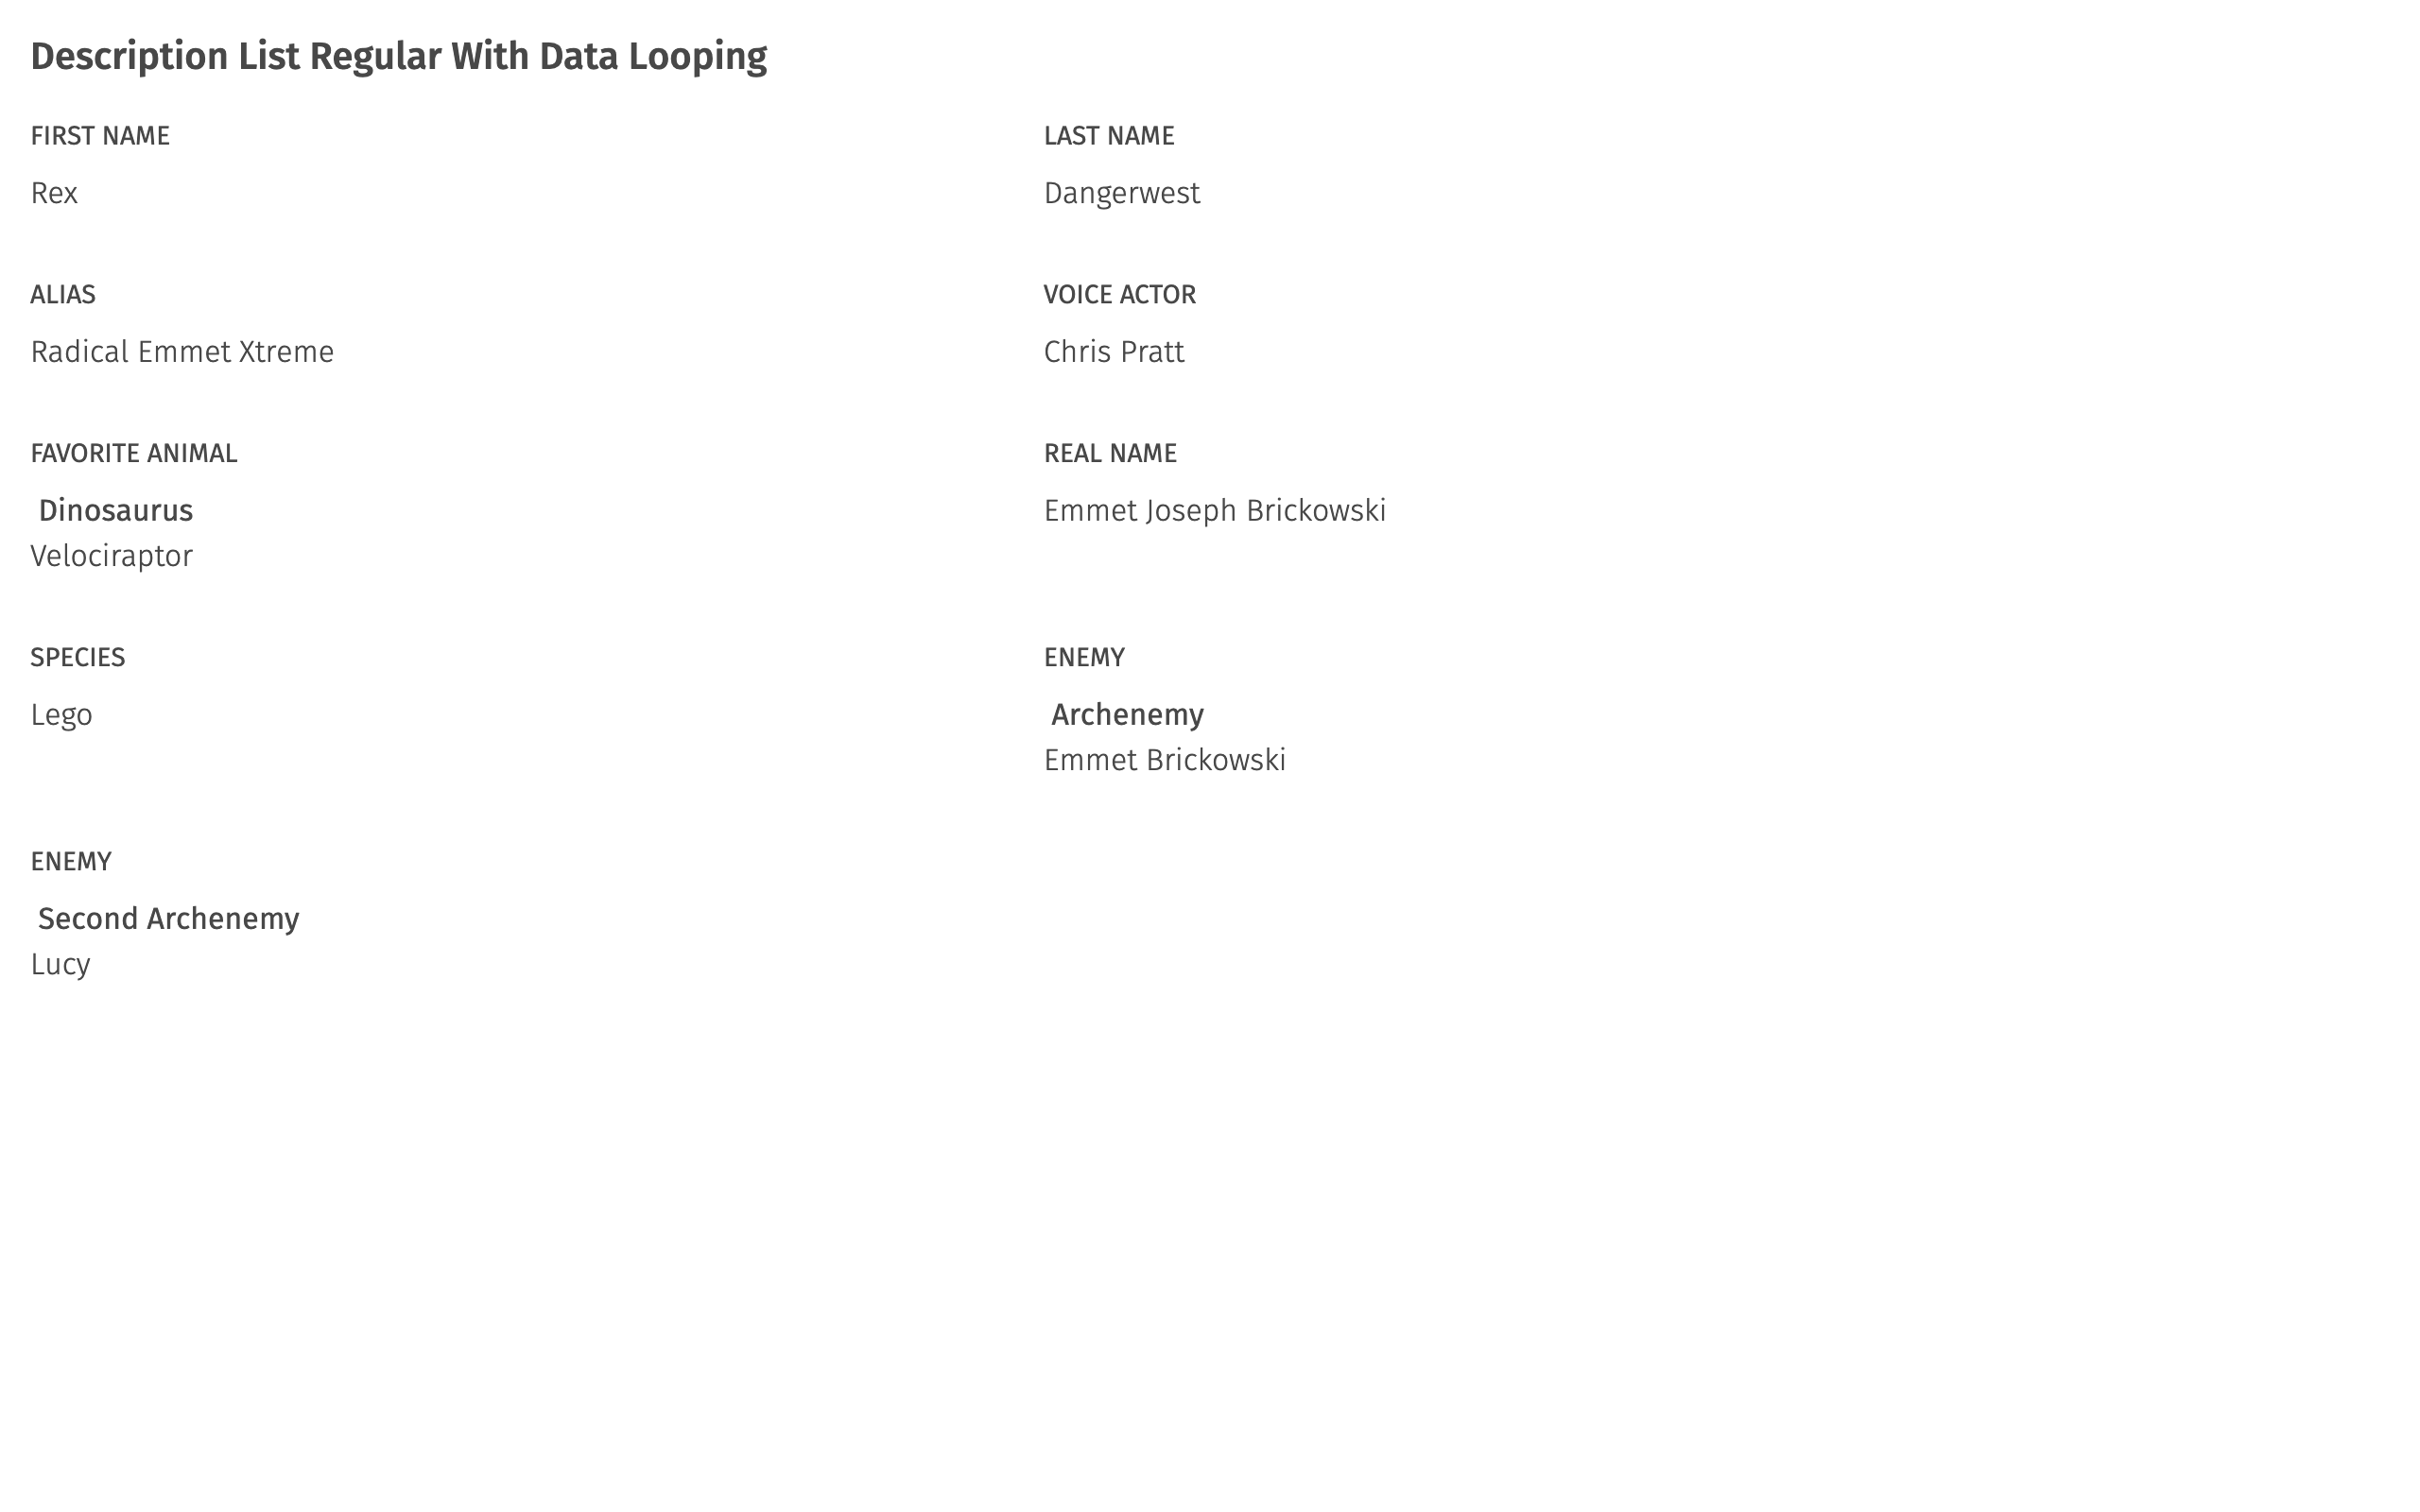 Description List Regular With Data Looping
FIRST NAME
Rex
LAST NAME
Dangerwest
ALIAS
Radical Emmet Xtreme
VOICE ACTOR
Chris Pratt
FAVORITE ANIMAL
Dinosaurus
Velociraptor
REAL NAME
Emmet Joseph Brickowski
SPECIES
Lego
ENEMY
Archenemy
Emmet Brickowski
ENEMY
Second Archenemy
Lucy